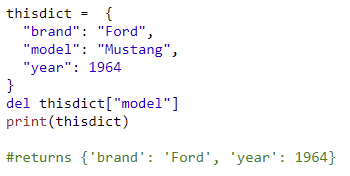 thisdict =  {
  "brand": "Ford",
  "model": "Mustang",
  "year": 1964
}
del thisdict["model"]
print(thisdict)
#returns {'brand': 'Ford', 'year': 1964}